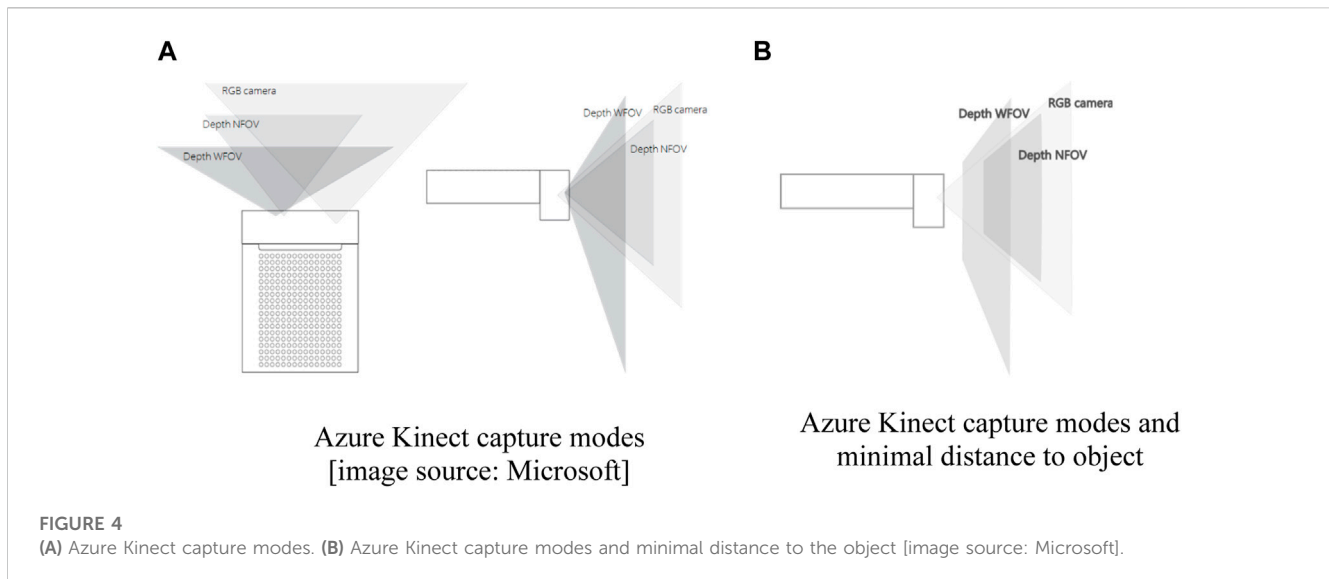 A
RGB camera
Depth NFOV
Depth WFOV
Depth WFOV
RGB camera
Depth NFOV
Azure Kinect capture modes
[image source: Microsoft]
B
Depth WFOV
RGB camera
Depth NFOV
Azure Kinect capture modes and
minimal distance to object
FIGURE 4
(A) Azure Kinect capture modes. (B) Azure Kinect capture modes and minimal distance to the object [image source: Microsoft].